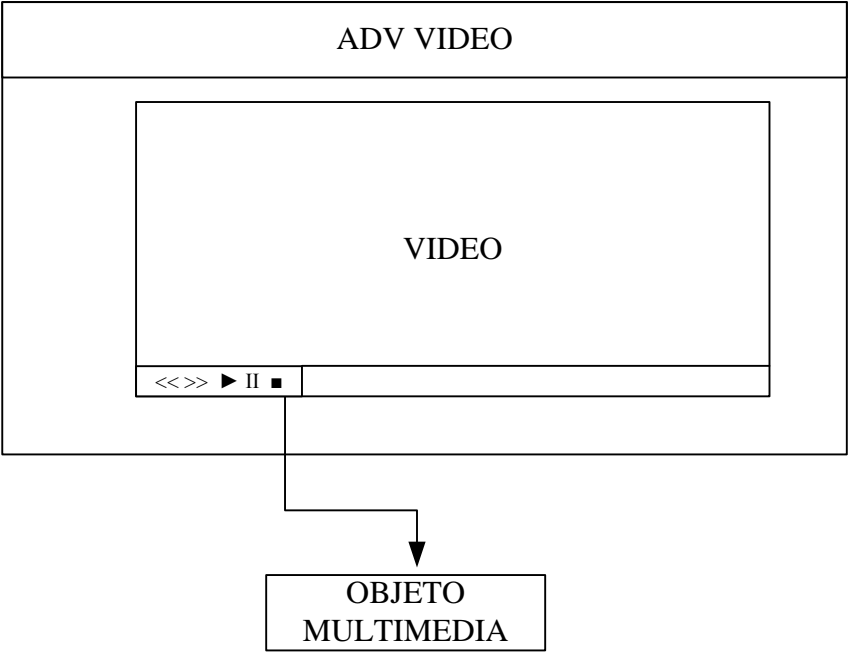 ADV VIDEO
VIDEO
<< >> ► II ■
OBJETO
MULTIMEDIA